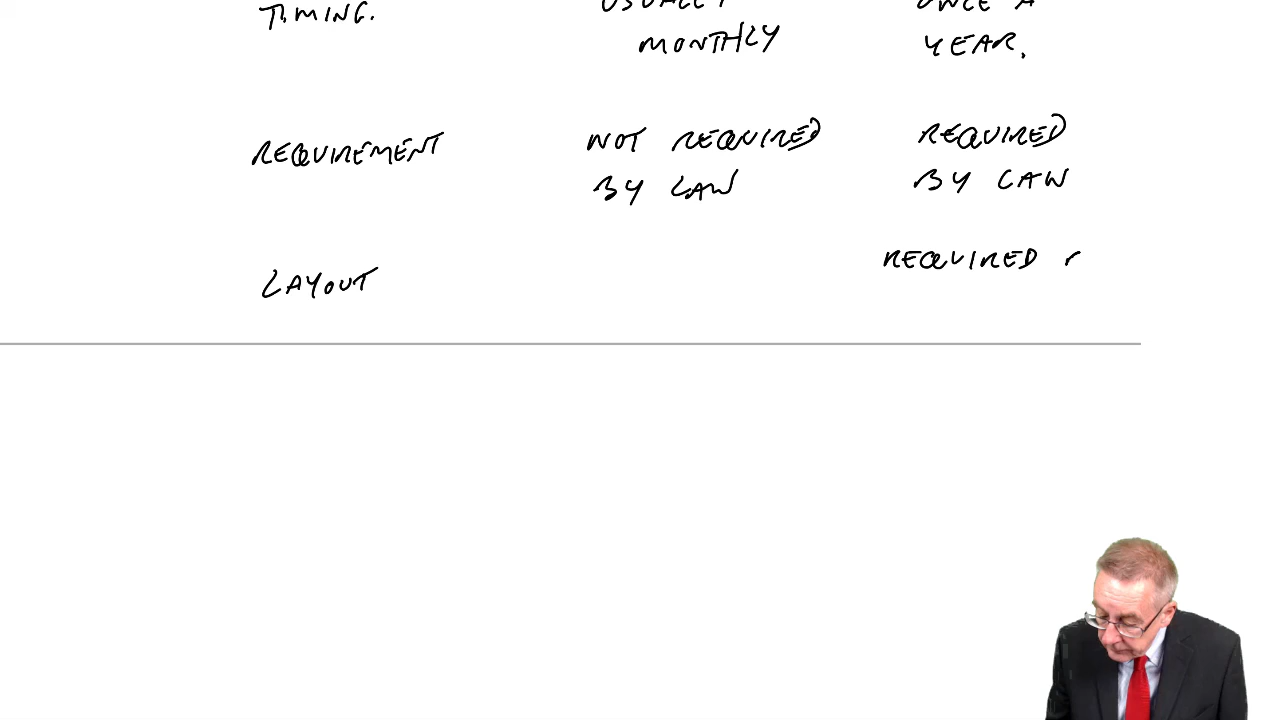 TIMING.
MONTHLY
YEAR.
REQUIREMENT NOT REQUIRED REQUIRED
BY LAW BY LAW
LAYOUT REQUIRED